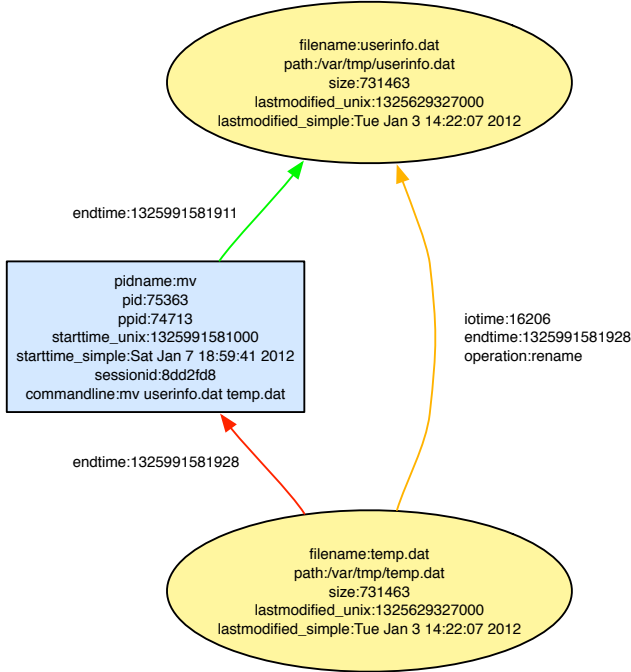 filename:userinfo.dat
path:/var/tmp/userinfo.dat
size:731463
lastmodified_unix:1325629327000
lastmodified_simple:Tue Jan 3 14:22:07 2012
endtime:1325991581911
pidname:mv
pid:75363
ppid:74713
starttime_unix:1325991581000
starttime_simple:Sat Jan 7 18:59:41 2012
sessionid:8dd2fd8
commandline:mv userinfo.dat temp.dat
iotime:16206
endtime:1325991581928
operation:rename
endtime:1325991581928
filename:temp.dat
path:/var/tmp/temp.dat
size:731463
lastmodified_unix:1325629327000
lastmodified_simple:Tue Jan 3 14:22:07 2012